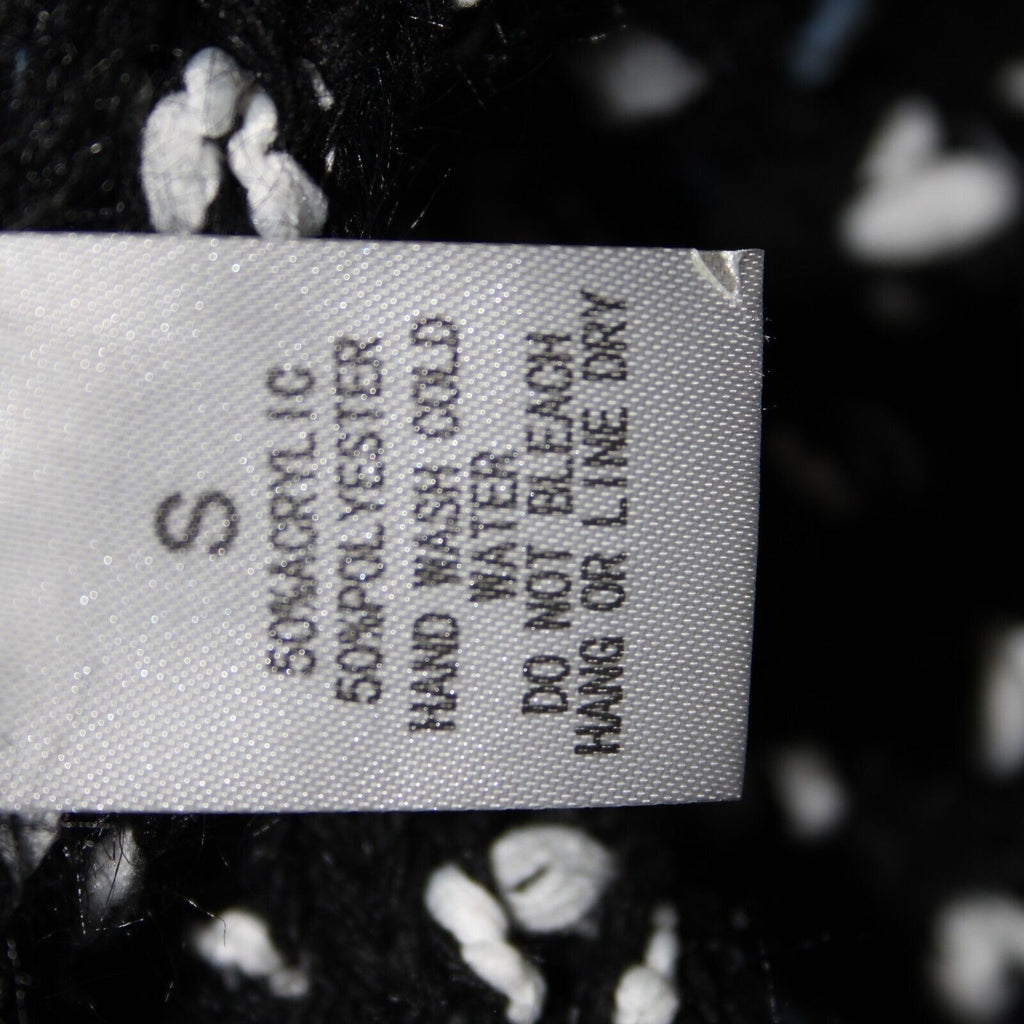 S
50%ACRYLIC
50%POLYESTER
HAND WASH COLD
WATER
DO NOT BLEACH
HANG OR LINE DRY